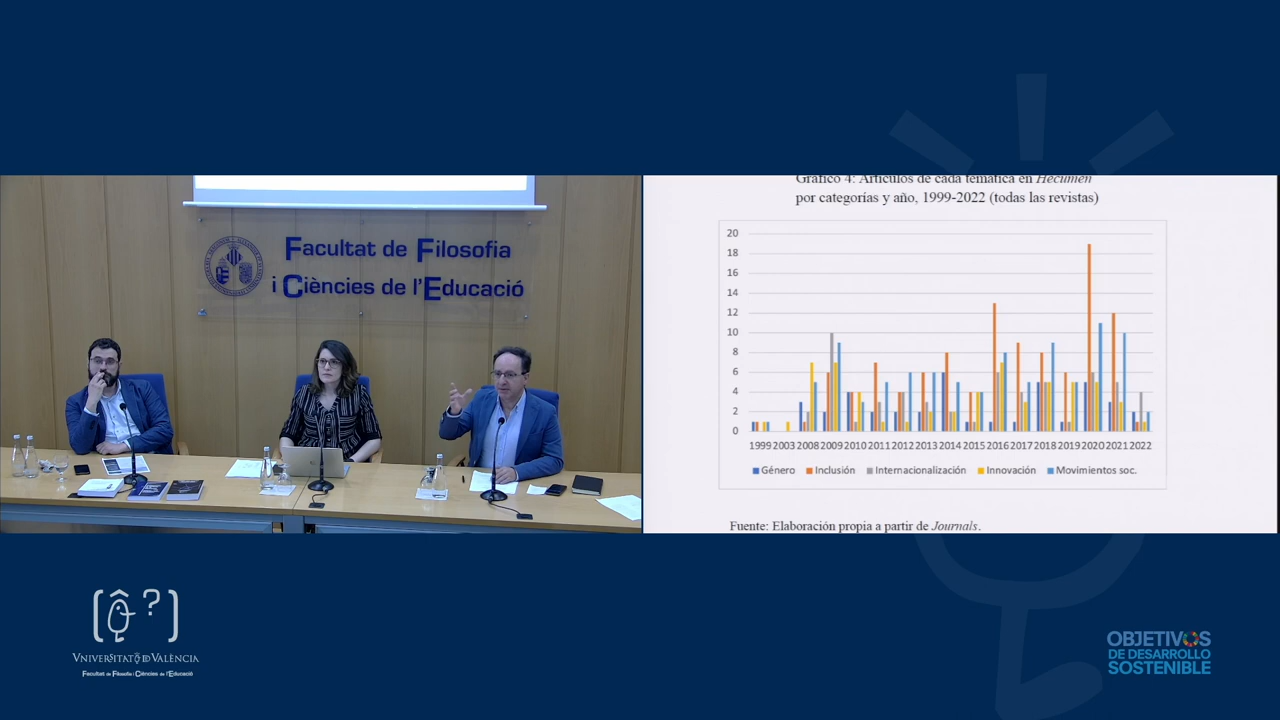 Facultat de Filosofia
i Ciències de l'Educació
Gráfico 4: Artículos de cada temática en Hecumen
por categorías y año, 1999-2022 (todas las revistas)
20
18
16
14
12
10
8
6
4
2
0
1999 2003 2008 2009 2010 2011 2012 2013 2014 2015 2016 2017 2018 2019 2020 2021 2022
Género Inclusión Internacionalización Innovación Movimientos soc.
Fuente: Elaboración propia a partir de Journals.
[Ô?]
VNIVERSITAT ID VALÈNCIA
Facultat de Filosofia i Ciències de l'Educació
OBJETIVOS
DE DESARROLLO
SOSTENIBLE